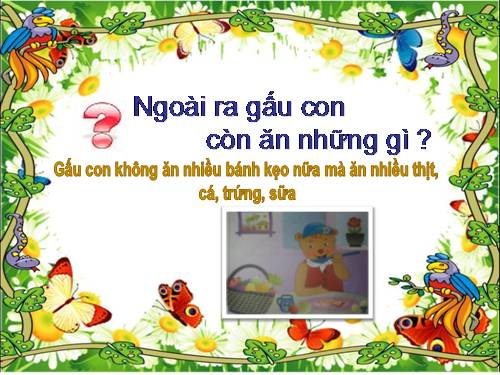 Ngoài ra gấu con
còn ăn những gì ?
Gấu con không ăn nhiều bánh kẹo nữa mà ăn nhiều thịt,
cá, trứng, sữa